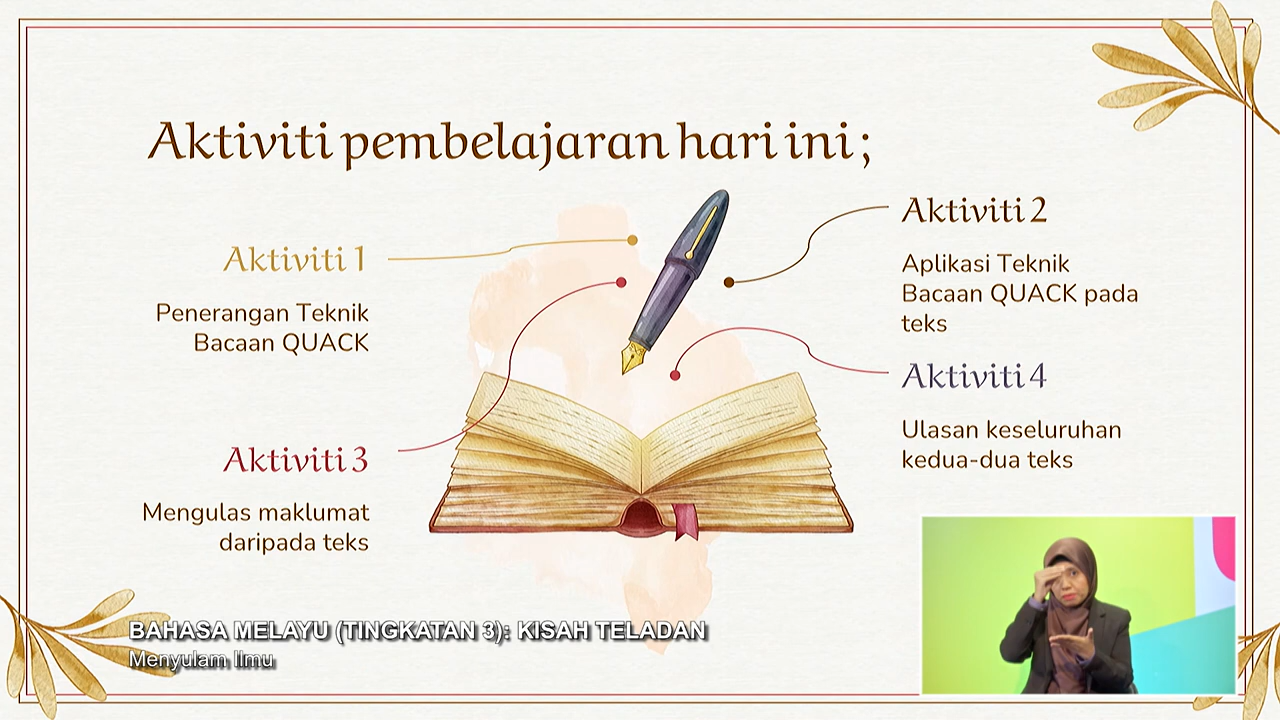 Aktiviti pembelajaran hari ini ;
Aktiviti 1
Penerangan Teknik
Bacaan QUACK
Aktiviti 2
Aplikasi Teknik
Bacaan QUACK pada
teks
Aktiviti 3
Mengulas maklumat
daripada teks
Aktiviti 4
Ulasan keseluruhan
kedua-dua teks
BAHASA MELAYU (TINGKATAN 3): KISAH TELADAN
Menyulam Ilmu